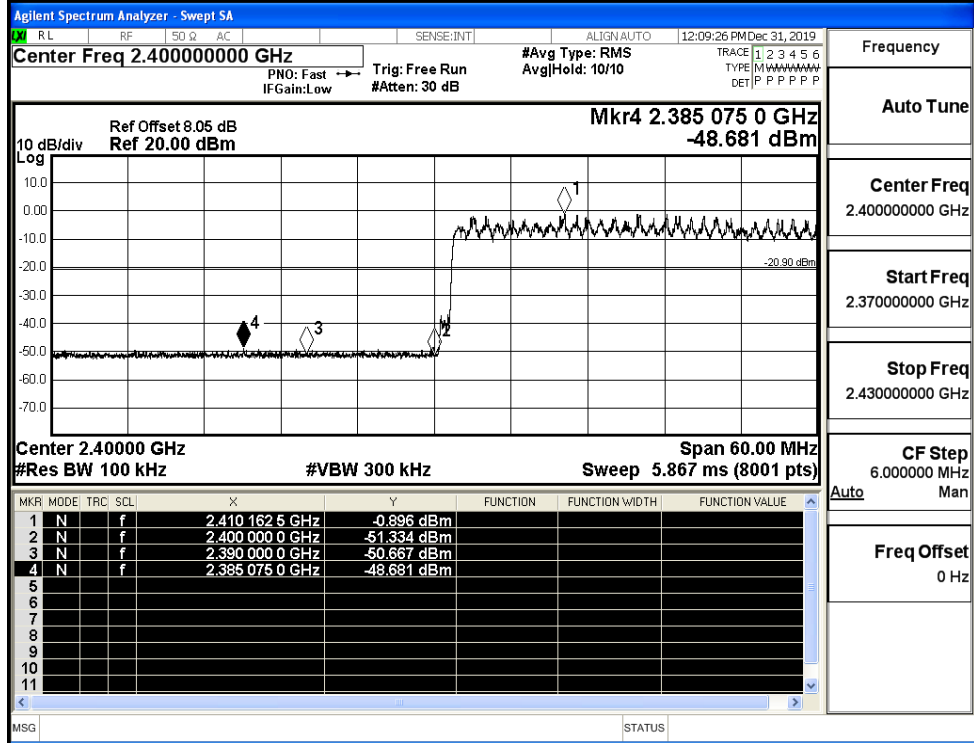 Agilent Spectrum Analyzer - Swept SA
LXI RL RF 50 Ω AC SENSE:INT ALIGN AUTO 12:09:26 PM Dec 31, 2019
Center Freq 2.400000000 GHz
PNO: Fast
IFGain:Low
Trig: Free Run
#Atten: 30 dB
#Avg Type: RMS
Avg|Hold: 10/10
TRACE 1 2 3 4 5 6
TYPE M W W W W W
DET P P P P P P
Mkr4 2.385 075 0 GHz
-48.681 dBm
Ref Offset 8.05 dB
10 dB/div Ref 20.00 dBm
Log
10.0
0.00
-10.0
-20.0
-30.0
-40.0
-50.0
-60.0
-70.0
1
-20.90 dBm
4 3 2
Center 2.40000 GHz Span 60.00 MHz
#Res BW 100 kHz #VBW 300 kHz Sweep 5.867 ms (8001 pts)
MKR MODE TRC SCL X Y FUNCTION FUNCTION WIDTH FUNCTION VALUE
1 N f 2.410 162 5 GHz -0.896 dBm
2 N f 2.400 000 0 GHz -51.334 dBm
3 N f 2.390 000 0 GHz -50.667 dBm
4 N f 2.385 075 0 GHz -48.681 dBm
5
6
7
8
9
10
11
MSG STATUS
Frequency
Auto Tune
Center Freq
2.400000000 GHz
Start Freq
2.370000000 GHz
Stop Freq
2.430000000 GHz
CF Step
6.000000 MHz
Auto Man
Freq Offset
0 Hz